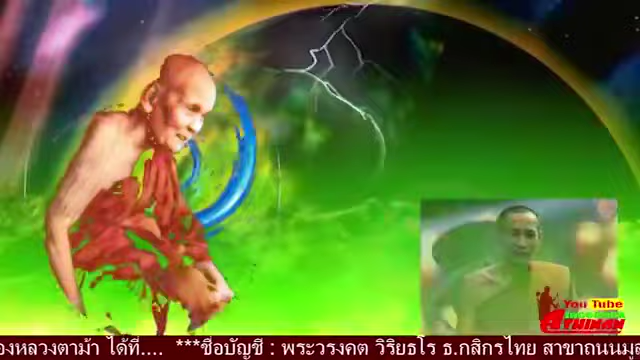 You Tube
ATHIMAN
องหลวงตาม้า ได้ที่.... ***ชื่อบัญชี : พระวรงคต วิริยธโร ธ.กสิกรไทย สาขาถนนมู